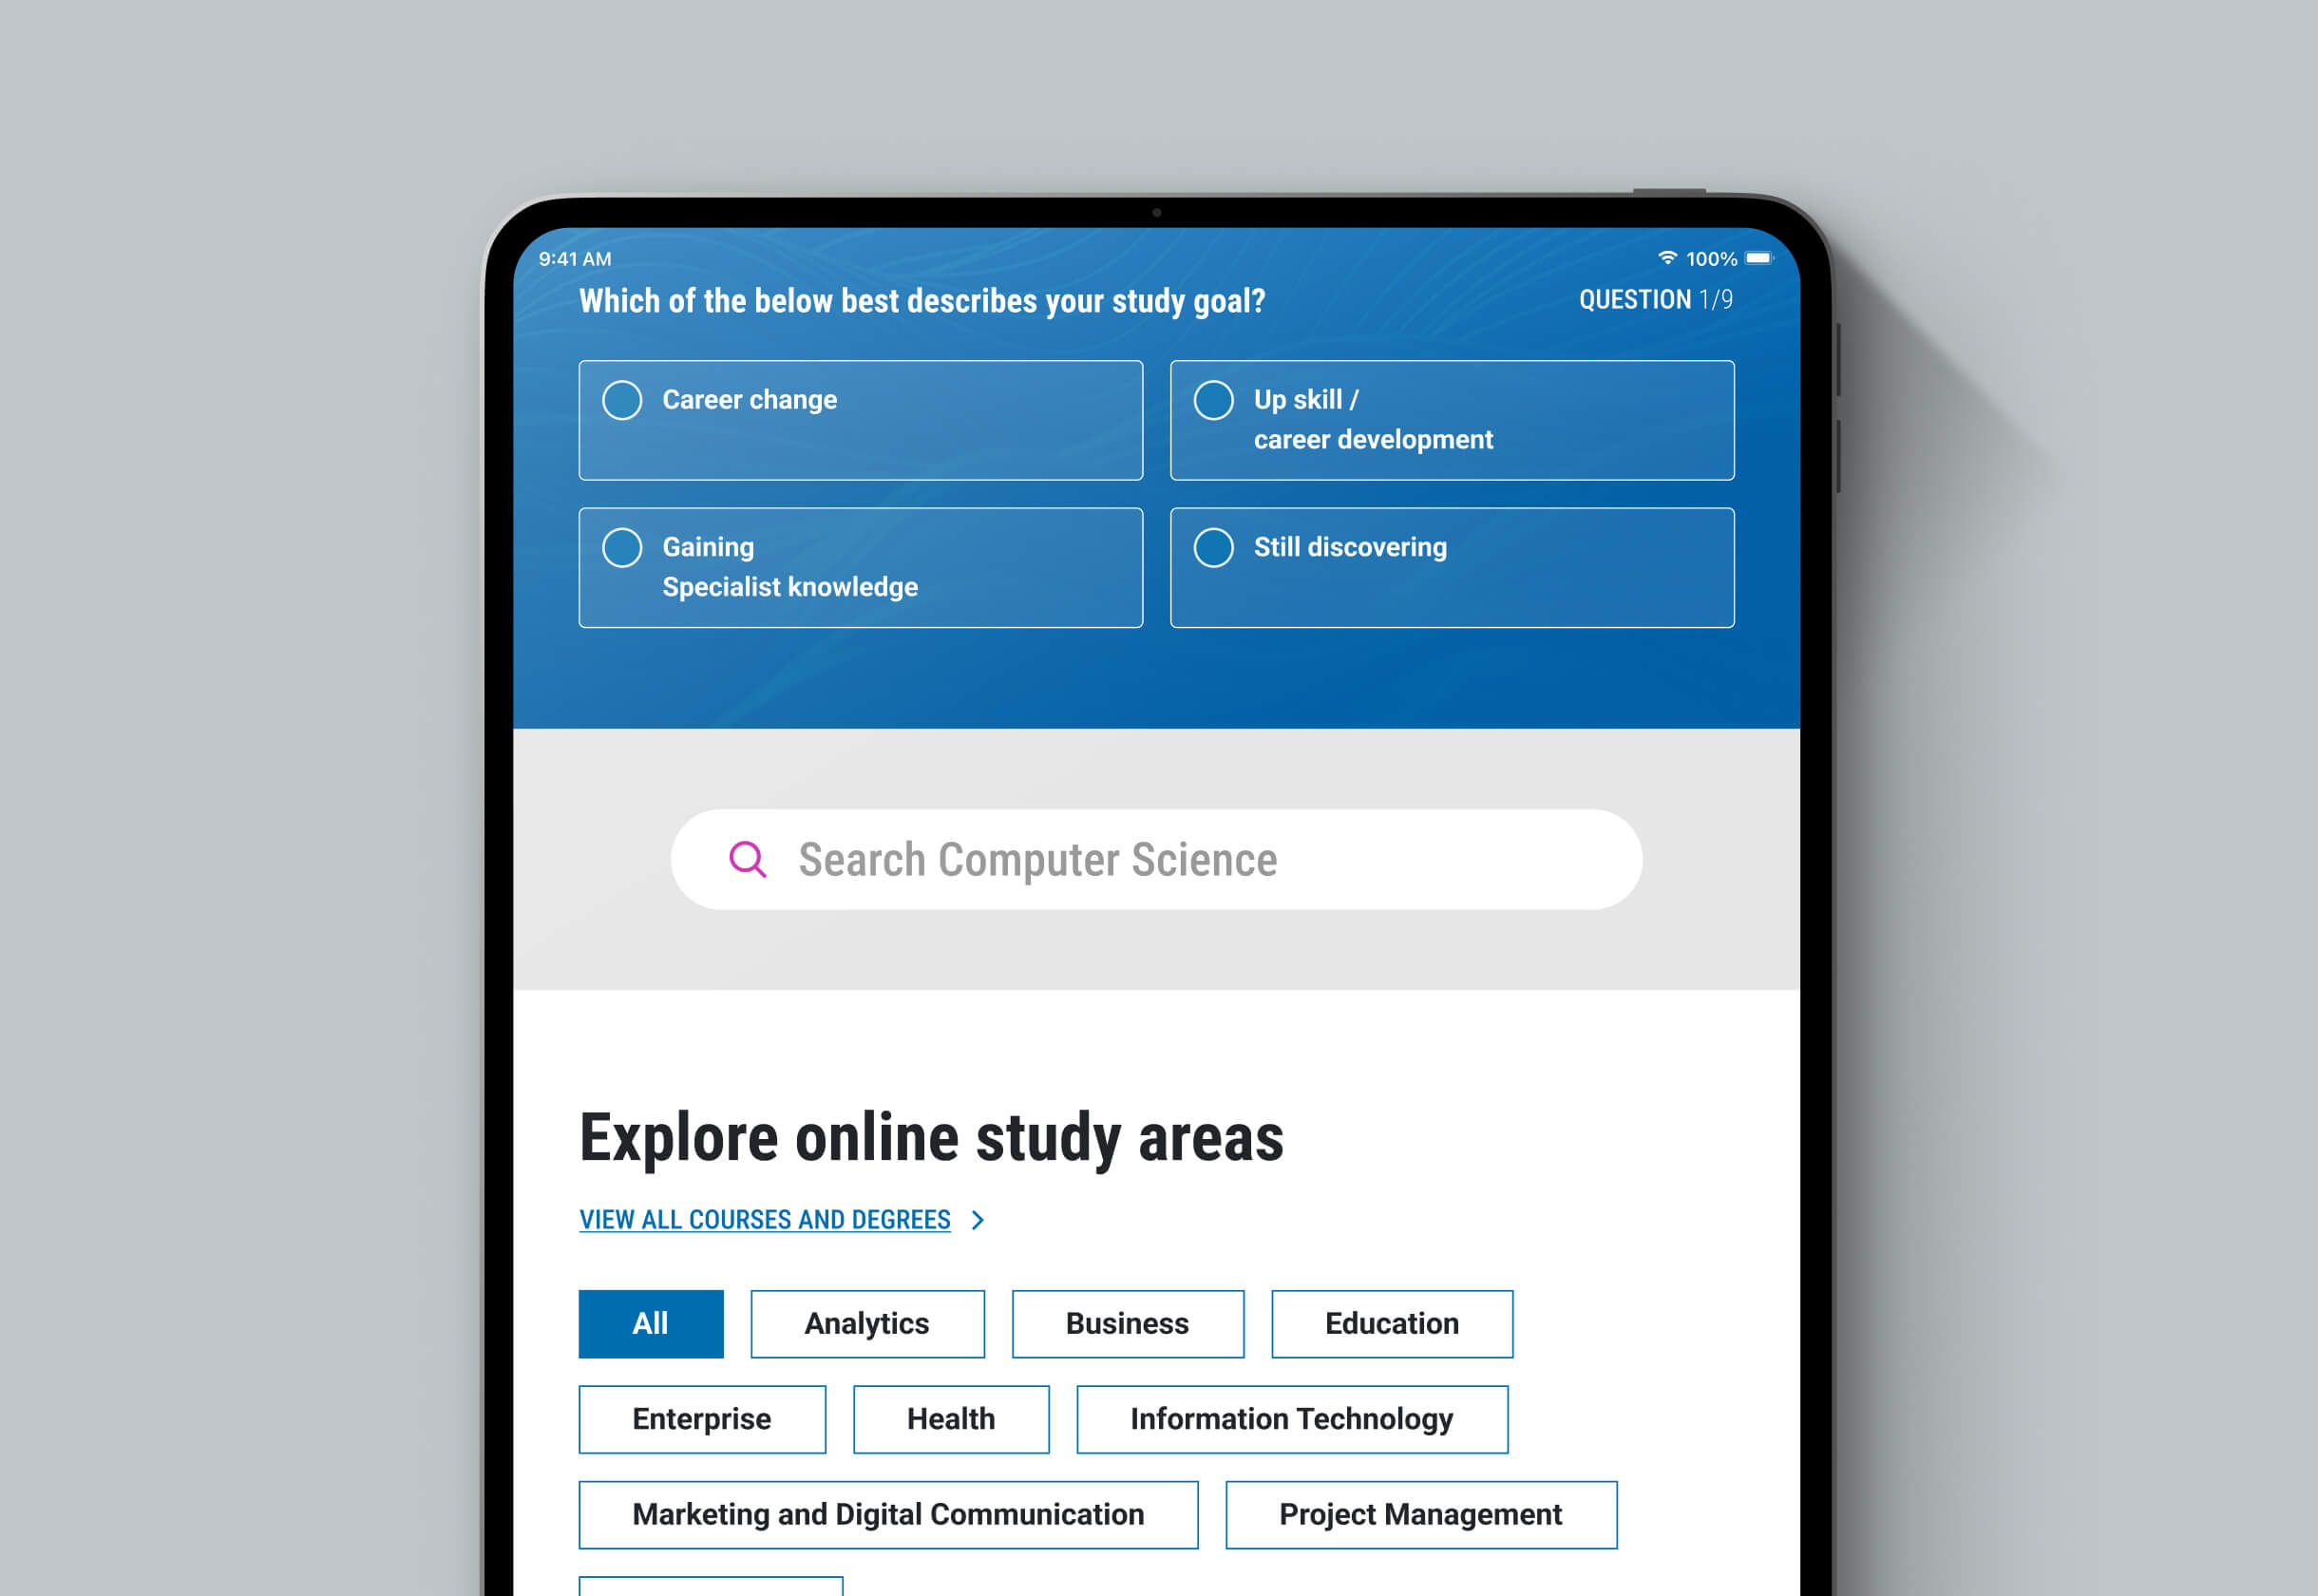 9:41 AM
100%
Which of the below best describes your study goal?
QUESTION 1/9
Career change
Up skill /
career development
Gaining
Specialist knowledge
Still discovering
Search Computer Science
Explore online study areas
VIEW ALL COURSES AND DEGREES
All
Analytics
Business
Education
Enterprise
Health
Information Technology
Marketing and Digital Communication
Project Management